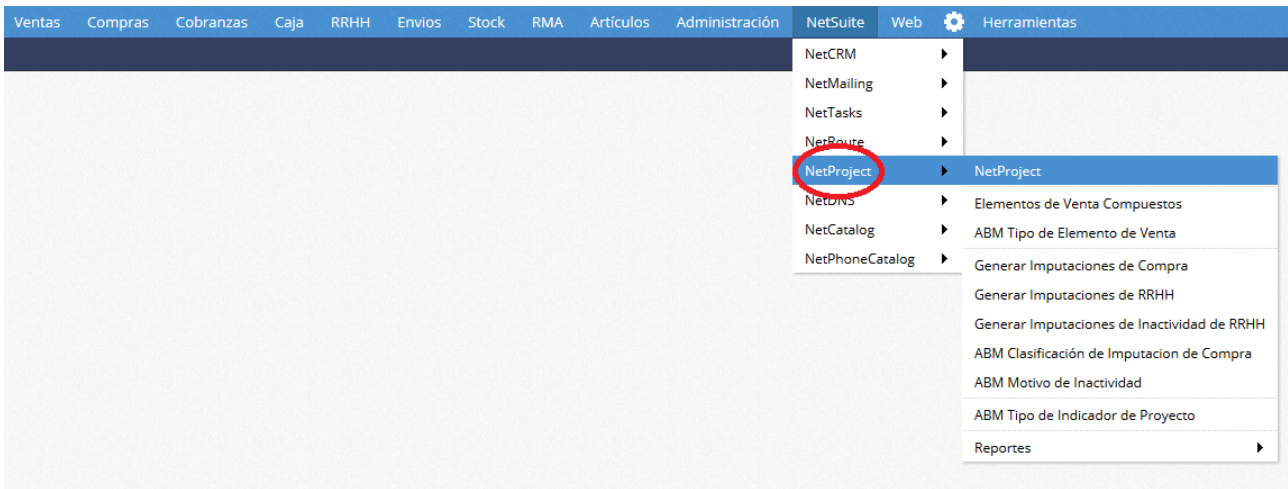 Ventas Compras Cobranzas Caja RRHH Envios Stock RMA Artículos Administración NetSuite Web Herramientas
NetCRM
NetMailing
NetTasks
NetRoute
NetProject
NetDNS
NetCatalog
NetPhoneCatalog
NetProject
Elementos de Venta Compuestos
ABM Tipo de Elemento de Venta
Generar Imputaciones de Compra
Generar Imputaciones de RRHH
Generar Imputaciones de Inactividad de RRHH
ABM Clasificación de Imputacion de Compra
ABM Motivo de Inactividad
ABM Tipo de Indicador de Proyecto
Reportes